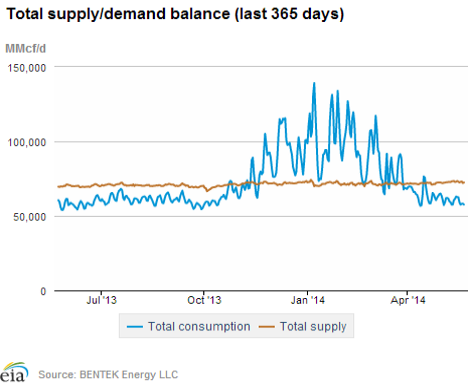 Total supply/demand balance (last 365 days)
MMcf/d
150,000
100,000
50,000
0
Jul '13 Oct '13 Jan '14 Apr '14
Total consumption Total supply
eia Source: BENTEK Energy LLC